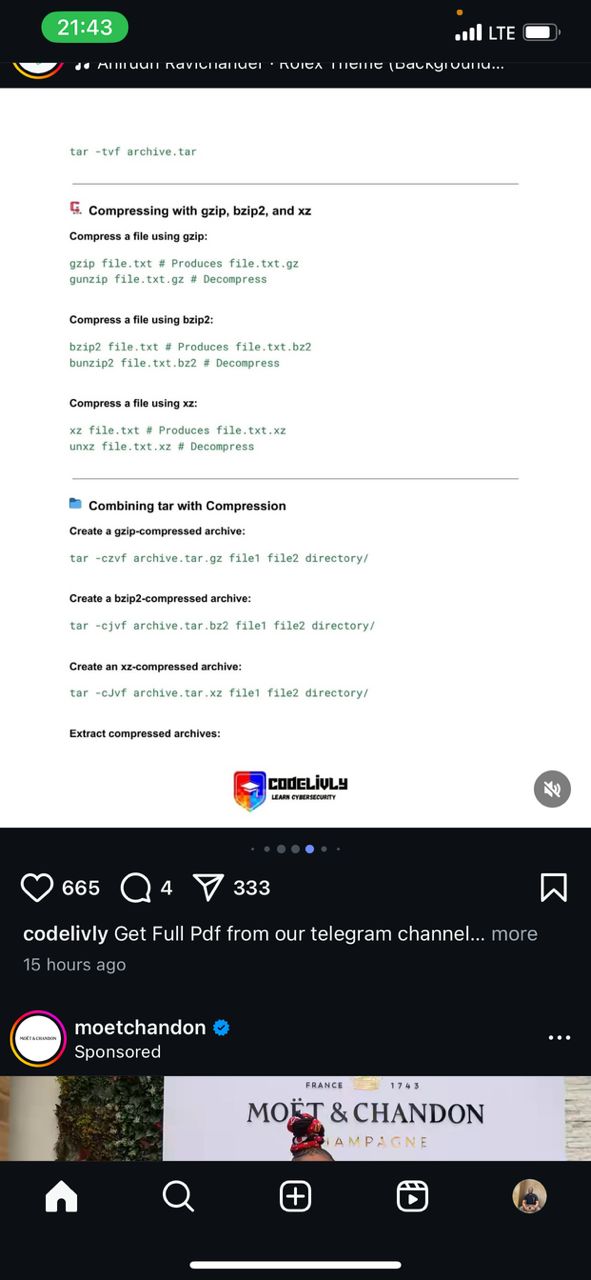 21:43
LTE
Anirudh Ravichander · Rolex Theme (Background...
tar -tvf archive.tar
Compressing with gzip, bzip2, and xz
Compress a file using gzip:
gzip file.txt # Produces file.txt.gz
gunzip file.txt.gz # Decompress
Compress a file using bzip2:
bzip2 file.txt # Produces file.txt.bz2
bunzip2 file.txt.bz2 # Decompress
Compress a file using xz:
xz file.txt # Produces file.txt.xz
unxz file.txt.xz # Decompress
Combining tar with Compression
Create a gzip-compressed archive:
tar -czvf archive.tar.gz file1 file2 directory/
Create a bzip2-compressed archive:
tar -cjvf archive.tar.bz2 file1 file2 directory/
Create an xz-compressed archive:
tar -cJvf archive.tar.xz file1 file2 directory/
Extract compressed archives:
CODELIVLY
LEARN CYBERSECURITY
665 4 333
codelivly Get Full Pdf from our telegram channel... more
15 hours ago
MOËT & CHANDON
moetchandon
Sponsored
FRANCE 1743
MOËT & CHANDON